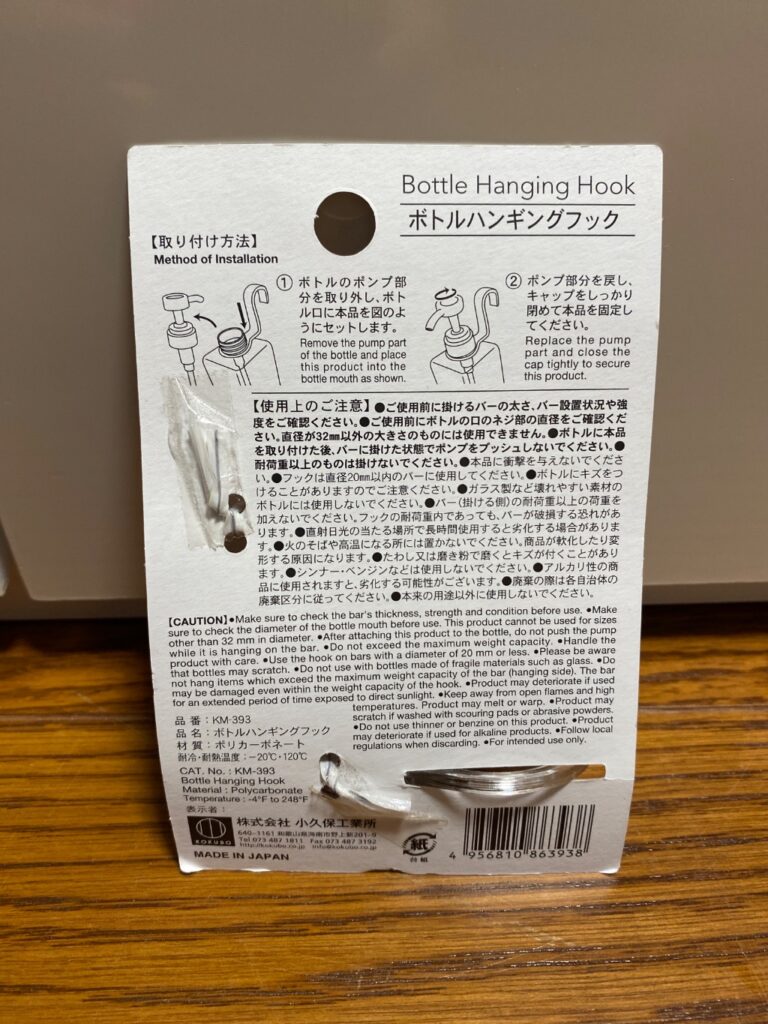 Bottle Hanging Hook
ボトルハンギングフック
【取り付け方法】
Method of Installation
① ボトルのポンプ部
分を取り外し、ボト
ル口に本品を図のよ
うにセットします。
Remove the pump part
of the bottle and place
this product into the
bottle mouth as shown.
② ポンプ部分を戻し、
キャップをしっかり
閉めて本品を固定し
てください。
Replace the pump
part and close the
cap tightly to secure
this product.
【使用上のご注意】●ご使用前に掛けるバーの太さ、バー設置状況や強
度をご確認ください。●ご使用前にボトルの口のネジ部の直径をご確認くだ
さい。直径が32mm以外の大きさのものには使用できません。●ボトルに本品
を取り付けた後、バーに掛けた状態でポンプをプッシュしないでください。●
耐荷重以上のものは掛けないでください。●本品に衝撃を与えないでくださ
い。●フックは直径20mm以内のバーに使用してください。●ボトルにキズをつ
けることがありますのでご注意ください。●ガラス製など壊れやすい素材の
ボトルには使用しないでください。●バー（掛ける側）の耐荷重以上の荷重を
加えないでください。フックの耐荷重内であっても、バーが破損する恐れがあ
ります。●直射日光の当たる場所で長時間使用すると劣化する場合がありま
す。●火のそばや高温になる所には置かないでください。商品が軟化したり変
形する原因になります。●たわし又は磨き粉で磨くとキズが付くことがあり
ます。●シンナー・ベンジンなどは使用しないでください。●アルカリ性の商
品に使用されますと、劣化する可能性がございます。●廃棄の際は各自治体の
廃棄区分に従ってください。●本来の用途以外に使用しないでください。
【CAUTION】●Make sure to check the bar's thickness, strength and condition before use. ●Make
sure to check the diameter of the bottle mouth before use. This product cannot be used for sizes
other than 32 mm in diameter. ●After attaching this product to the bottle, do not push the pump
while it is hanging on the bar. ●Do not exceed the maximum weight capacity. ●Handle the
product with care. ●Use the hook on bars with a diameter of 20 mm or less. ●Please be aware
that bottles may scratch. ●Do not use with bottles made of fragile materials such as glass. ●Do
not hang items which exceed the maximum weight capacity of the bar (hanging side). The bar
may be damaged even within the weight capacity of the hook. ●Product may deteriorate if used
for an extended period of time exposed to direct sunlight. ●Keep away from open flames and high
temperatures. Product may melt or warp. ●Product may
scratch if washed with scouring pads or abrasive powders.
●Do not use thinner or benzine on this product. ●Product
may deteriorate if used for alkaline products. ●Follow local
regulations when discarding. ●For intended use only.
品番：KM-393
品名：ボトルハンギングフック
材質：ポリカーボネート
耐冷・耐熱温度：-20℃・120℃
CAT. No.：KM-393
Bottle Hanging Hook
Material：Polycarbonate
Temperature：-4°F to 248°F
表示者：
KOKUBO
株式会社 小久保工業所
640-1161 和歌山県海南市野上新201-9
Tel 073 487 1811 Fax 073 487 3192
http://kokubo.co.jp info@kokubo.co.jp
MADE IN JAPAN
紙
台紙
4 956810 863938